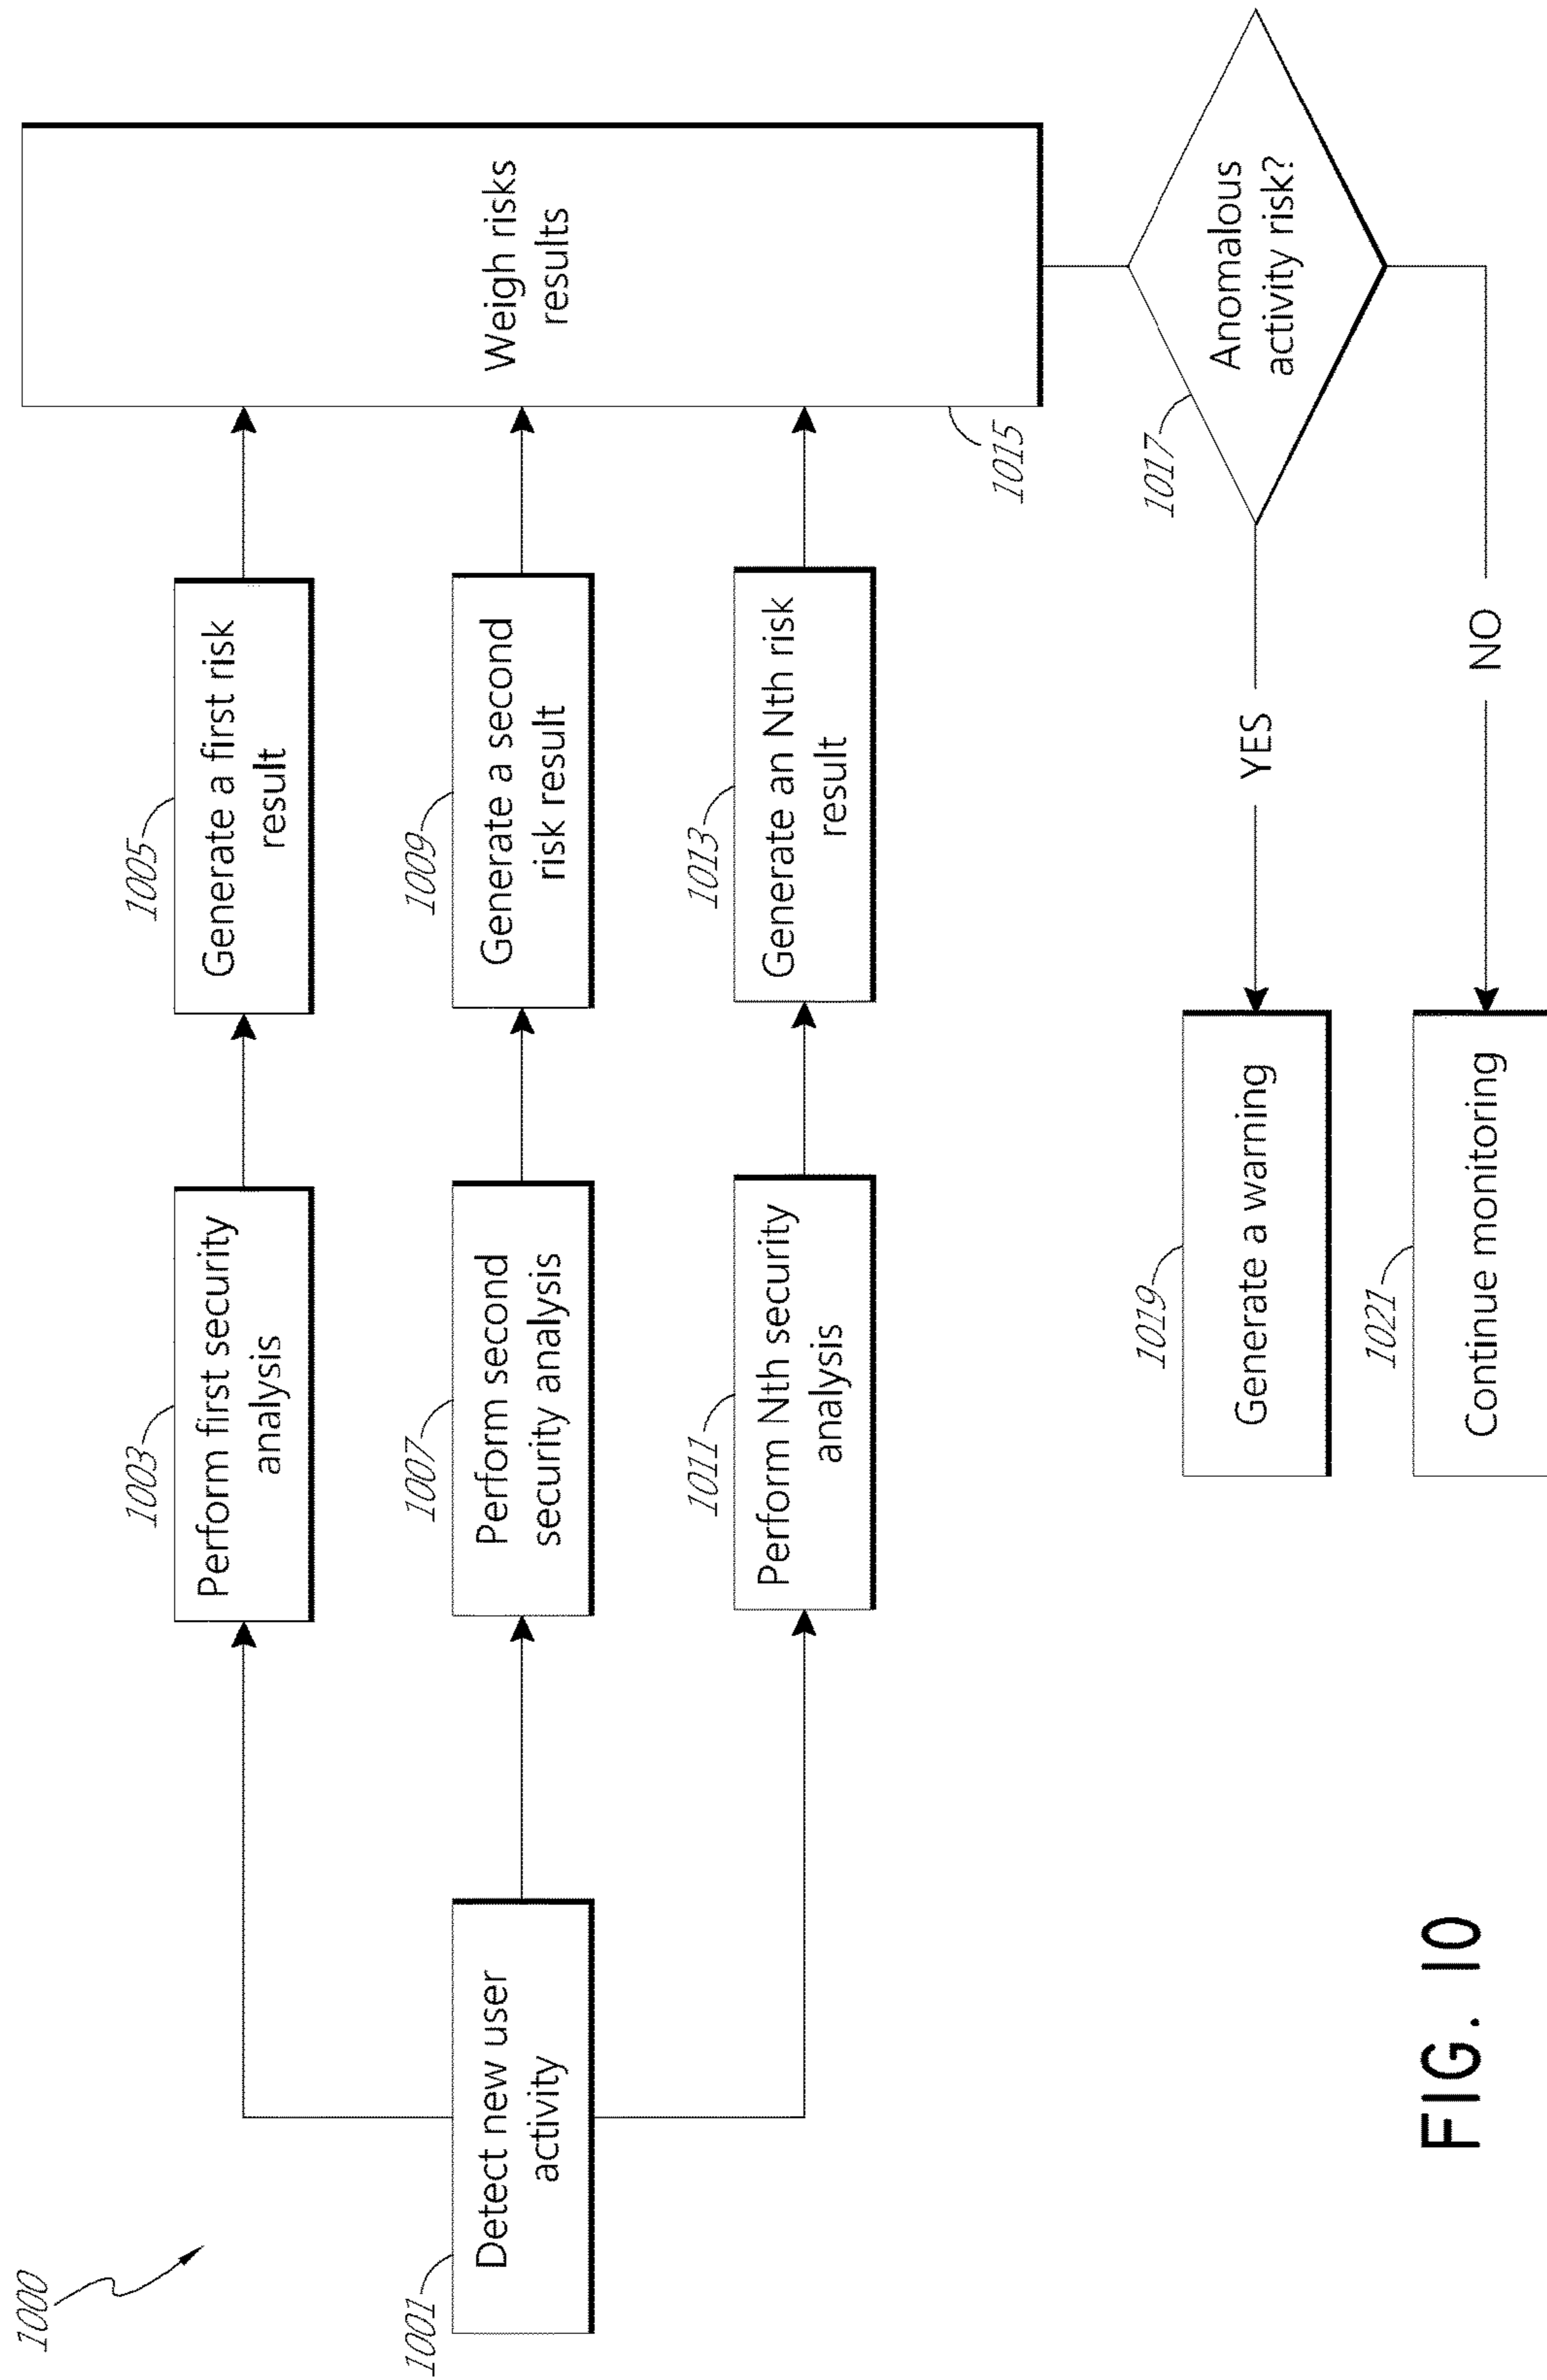 1000
1001
Detect new user
activity
1003
Perform first security
analysis
1005
Generate a first risk
result
1007
Perform second
security analysis
1009
Generate a second
risk result
1011
Perform Nth security
analysis
1013
Generate an Nth risk
result
Weigh risks
results
1015
1017
Anomalous
activity risk?
YES
NO
1019
Generate a warning
1021
Continue monitoring
FIG. 10